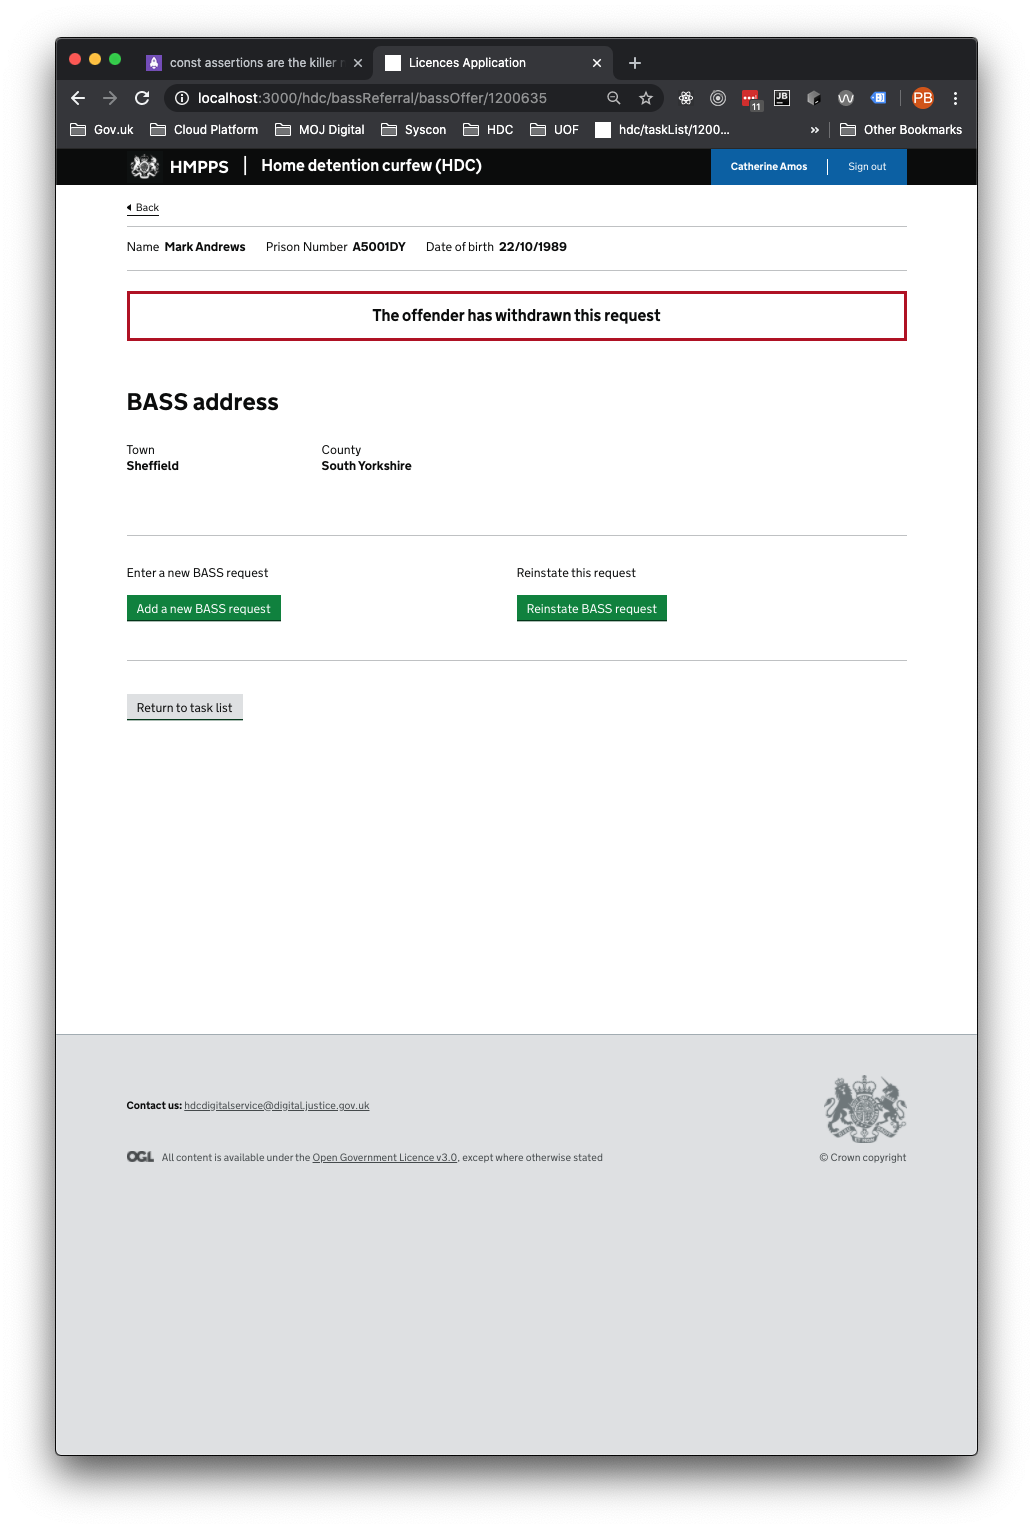 const assertions are the killer
Licences Application
localhost:3000/hdc/bassReferral/bassOffer/1200635
11
JB
PB
Gov.uk Cloud Platform MOJ Digital Syscon HDC UOF hdc/taskList/1200... » Other Bookmarks
HMPPS | Home detention curfew (HDC)
Catherine Amos
Sign out
Back
Name Mark Andrews Prison Number A5001DY Date of birth 22/10/1989
The offender has withdrawn this request
BASS address
Town County
Sheffield South Yorkshire
Enter a new BASS request Reinstate this request
Add a new BASS request Reinstate BASS request
Return to task list
Contact us: hdcdigitalservice@digital.justice.gov.uk
OGL All content is available under the Open Government Licence v3.0, except where otherwise stated
© Crown copyright